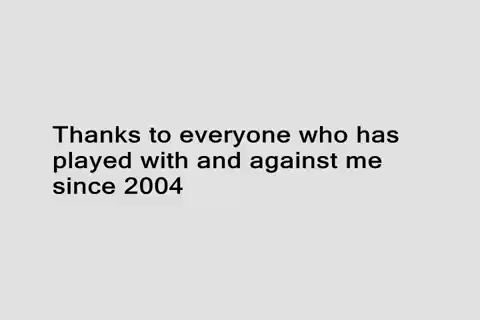 Thanks to everyone who has
played with and against me
since 2004